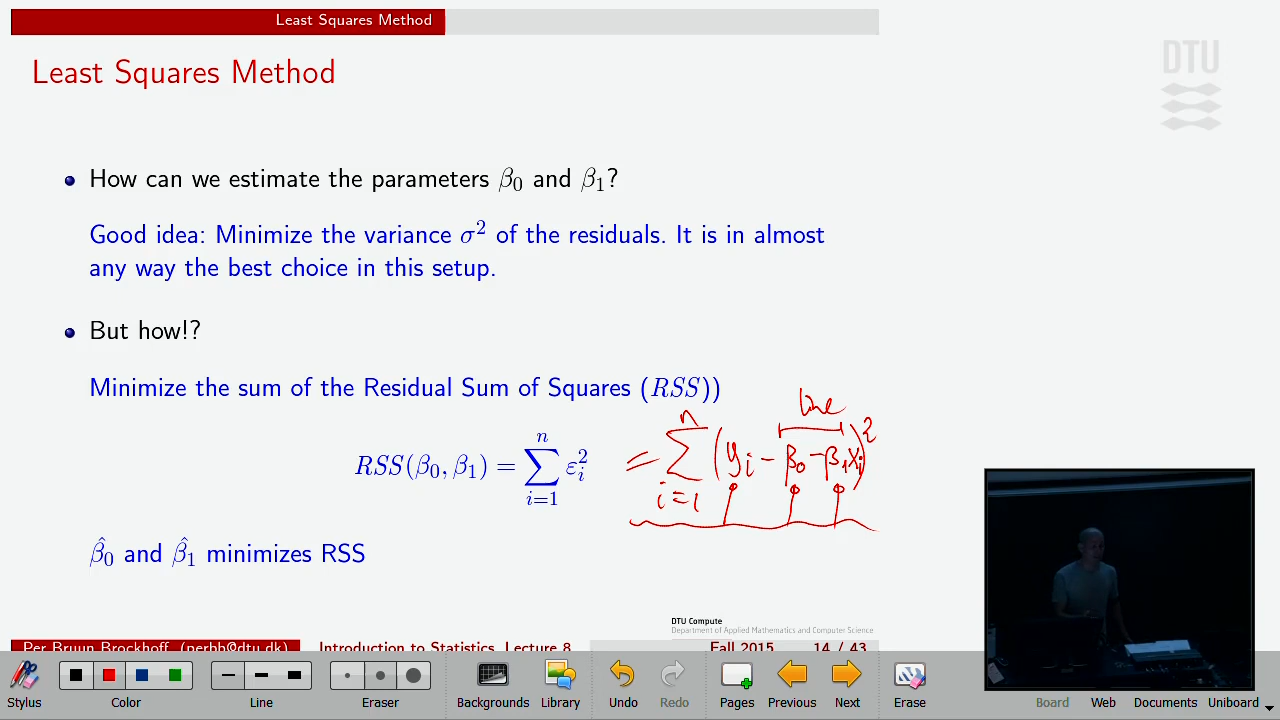 Least Squares Method
Least Squares Method
DTU
How can we estimate the parameters β₀ and β₁?
Good idea: Minimize the variance σ² of the residuals. It is in almost
any way the best choice in this setup.
But how!?
Minimize the sum of the Residual Sum of Squares (RSS))
line
RSS(β₀, β₁) = ∑ᵢ₌₁ⁿ εᵢ² = ∑ᵢ₌₁ⁿ (yᵢ − β₀ − β₁xᵢ)²
β̂₀ and β̂₁ minimizes RSS
DTU Compute
Department of Applied Mathematics and Computer Science
Per Bruun Brockhoff (perbb@dtu.dk) Introduction to Statistics, Lecture 8 Fall 2015 14 / 43
Stylus Color Line Eraser Backgrounds Library Undo Redo Pages Previous Next Erase Board Web Documents Uniboard